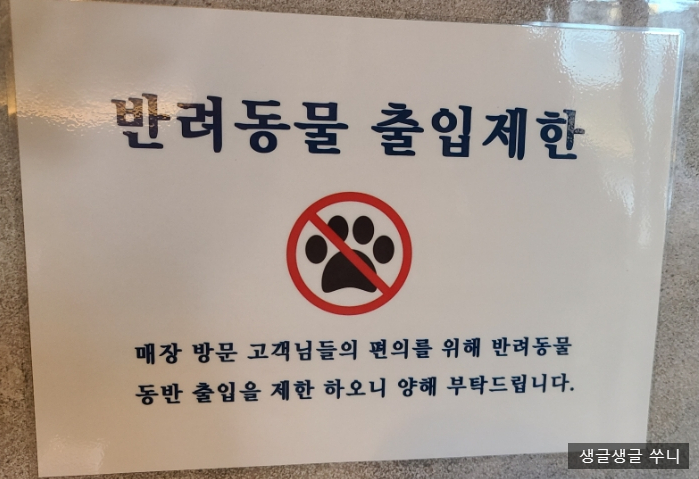 반려동물 출입제한
매장 방문 고객님들의 편의를 위해 반려동물
동반 출입을 제한 하오니 양해 부탁드립니다.
생글생글 쑤니